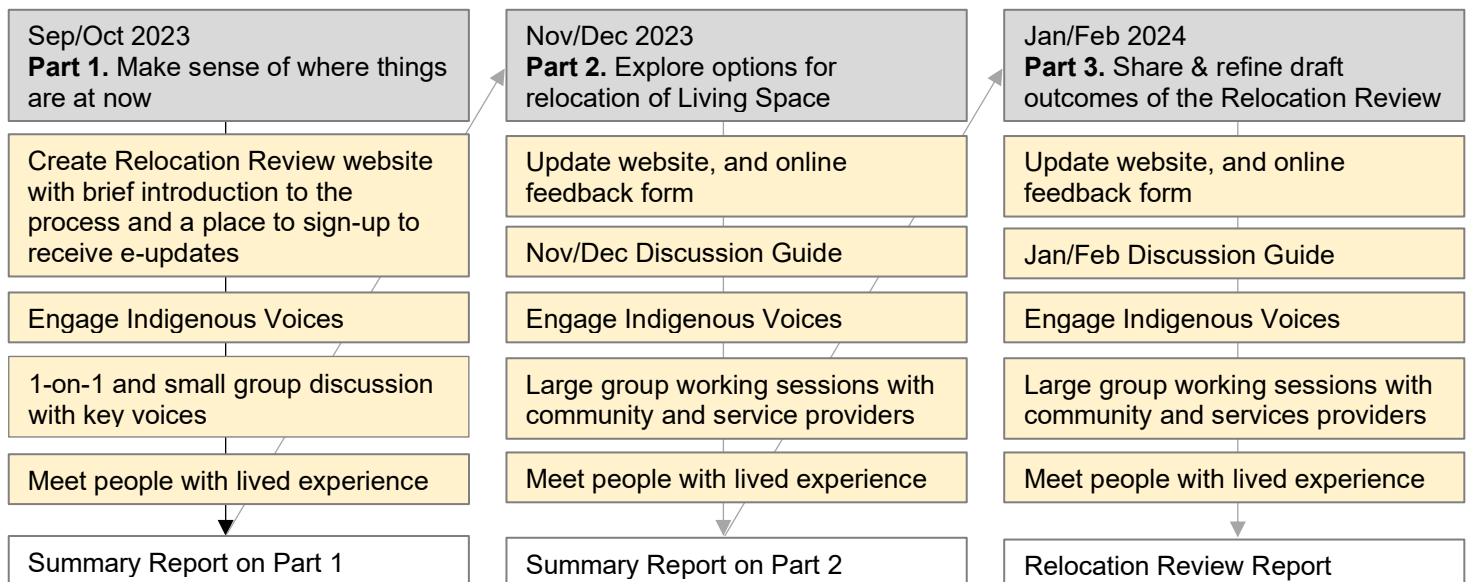 Sep/Oct 2023
Part 1. Make sense of where things
are at now
Create Relocation Review website
with brief introduction to the
process and a place to sign-up to
receive e-updates
Engage Indigenous Voices
1-on-1 and small group discussion
with key voices
Meet people with lived experience
Summary Report on Part 1
Nov/Dec 2023
Part 2. Explore options for
relocation of Living Space
Update website, and online
feedback form
Nov/Dec Discussion Guide
Engage Indigenous Voices
Large group working sessions with
community and service providers
Meet people with lived experience
Summary Report on Part 2
Jan/Feb 2024
Part 3. Share & refine draft
outcomes of the Relocation Review
Update website, and online
feedback form
Jan/Feb Discussion Guide
Engage Indigenous Voices
Large group working sessions with
community and services providers
Meet people with lived experience
Relocation Review Report